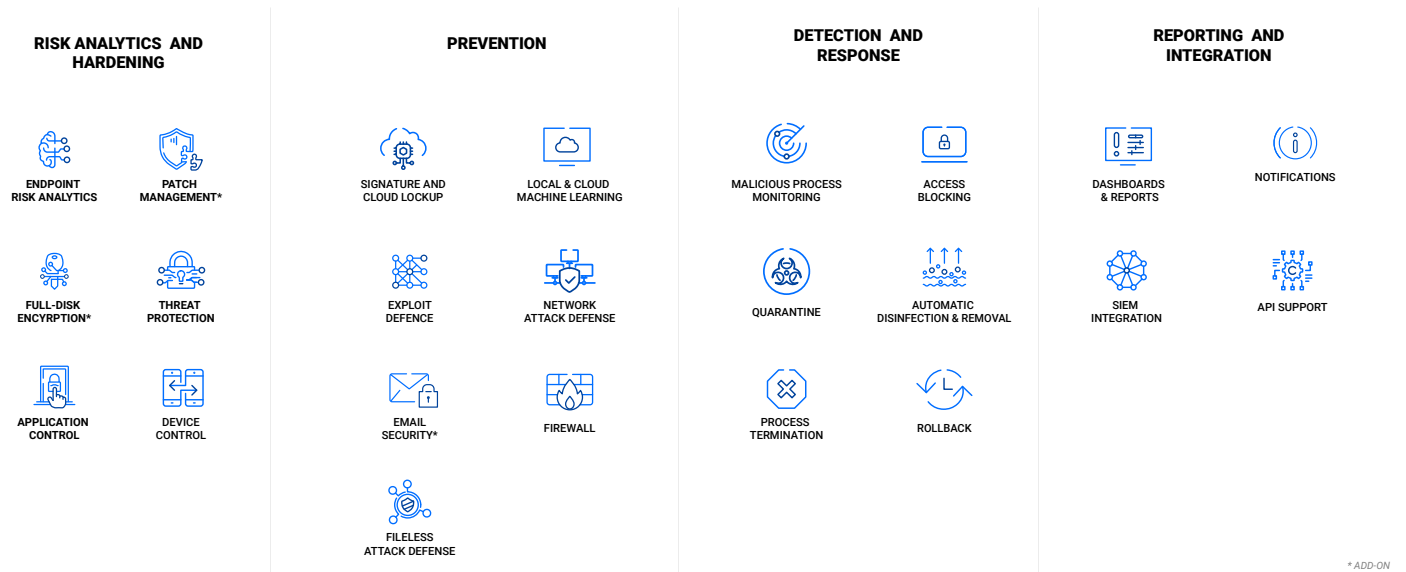 RISK ANALYTICS AND
HARDENING
ENDPOINT
RISK ANALYTICS
PATCH
MANAGEMENT*
FULL-DISK
ENCYRPTION*
THREAT
PROTECTION
APPLICATION
CONTROL
DEVICE
CONTROL
PREVENTION
SIGNATURE AND
CLOUD LOCKUP
LOCAL & CLOUD
MACHINE LEARNING
EXPLOIT
DEFENCE
NETWORK
ATTACK DEFENSE
EMAIL
SECURITY*
FIREWALL
FILELESS
ATTACK DEFENSE
DETECTION AND
RESPONSE
MALICIOUS PROCESS
MONITORING
ACCESS
BLOCKING
QUARANTINE
AUTOMATIC
DISINFECTION & REMOVAL
PROCESS
TERMINATION
ROLLBACK
REPORTING AND
INTEGRATION
DASHBOARDS
& REPORTS
NOTIFICATIONS
SIEM
INTEGRATION
API SUPPORT
* ADD-ON